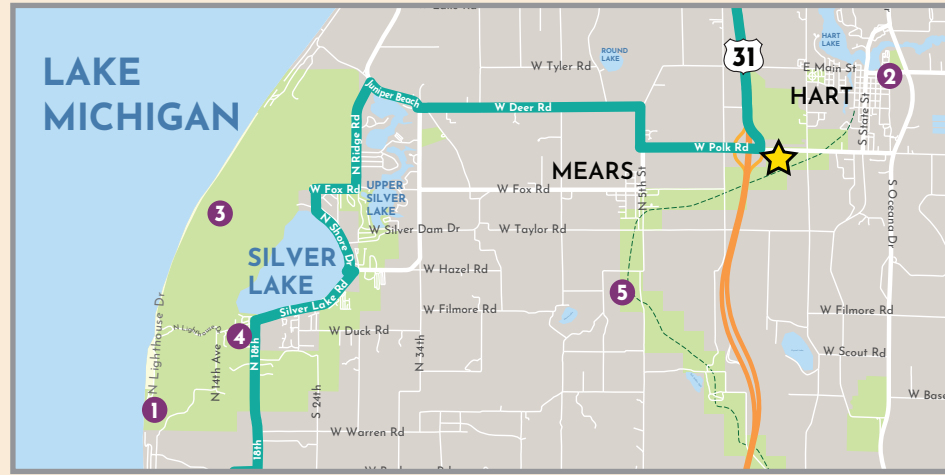 LAKE
MICHIGAN
ROUND
LAKE
W Tyler Rd
31
HART
LAKE
E Main St
2
HART
S State St
Juniper Beach
W Deer Rd
N Ridge Rd
W Polk Rd
MEARS
N 5th St
S Oceana Dr
W Fox Rd
UPPER
SILVER
LAKE
W Fox Rd
3
N Shore Dr
W Silver Dam Dr
W Taylor Rd
SILVER
LAKE
W Hazel Rd
5
Silver Lake Rd
W Filmore Rd
W Filmore Rd
N Lighthouse Dr
N Lighthouse Dr
4
W Duck Rd
N 34th
W Scout Rd
N 14th Ave
N 18th
S 24th
W Base
1
W Warren Rd
18th